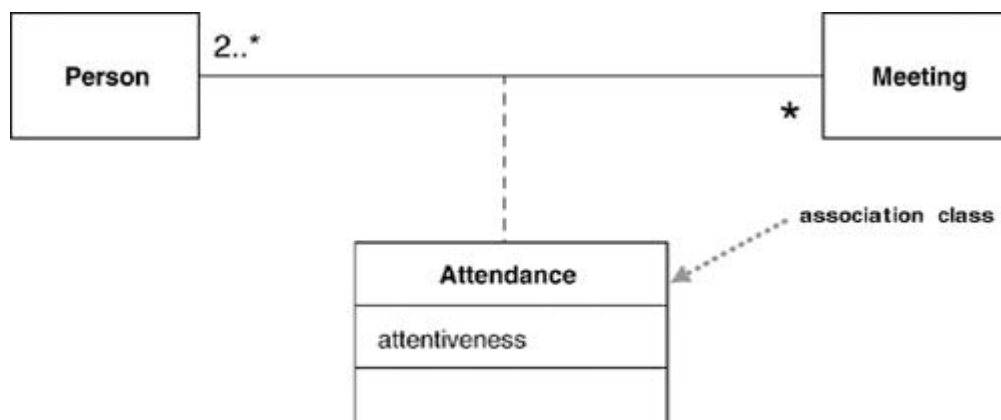 2..*
Person
Meeting
*
association class
Attendance
attentiveness